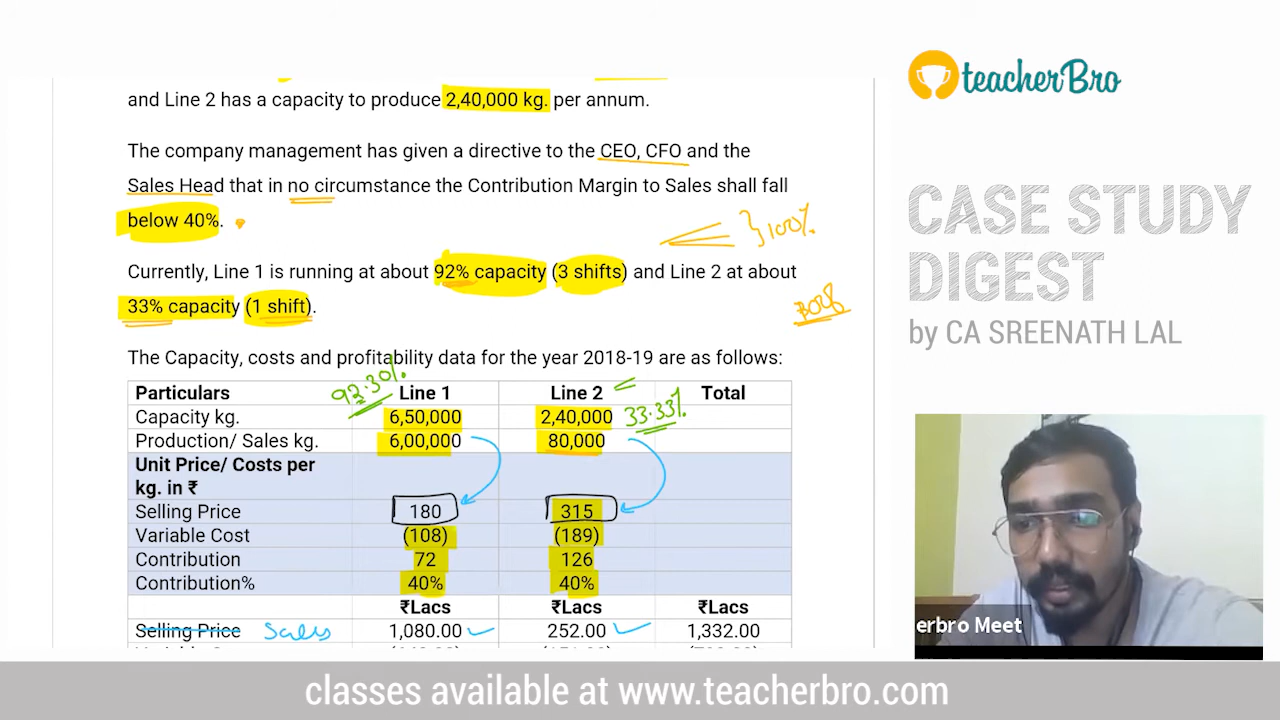 and Line 2 has a capacity to produce 2,40,000 kg. per annum.
The company management has given a directive to the CEO, CFO and the
Sales Head that in no circumstance the Contribution Margin to Sales shall fall
below 40%.
}100%
Currently, Line 1 is running at about 92% capacity (3 shifts) and Line 2 at about
33% capacity (1 shift).
The Capacity, costs and profitability data for the year 2018-19 are as follows:
92.30%
Particulars Line 1 Line 2 Total
Capacity kg. 6,50,000 2,40,000 33.33%
Production/ Sales kg. 6,00,000 80,000
Unit Price/ Costs per
kg. in ₹
Selling Price 180 315
Variable Cost (108) (189)
Contribution 72 126
Contribution% 40% 40%
₹Lacs ₹Lacs ₹Lacs
Selling Price Sales 1,080.00 252.00 1,332.00
teacherBro
CASE STUDY
DIGEST
by CA SREENATH LAL
erbro Meet
classes available at www.teacherbro.com